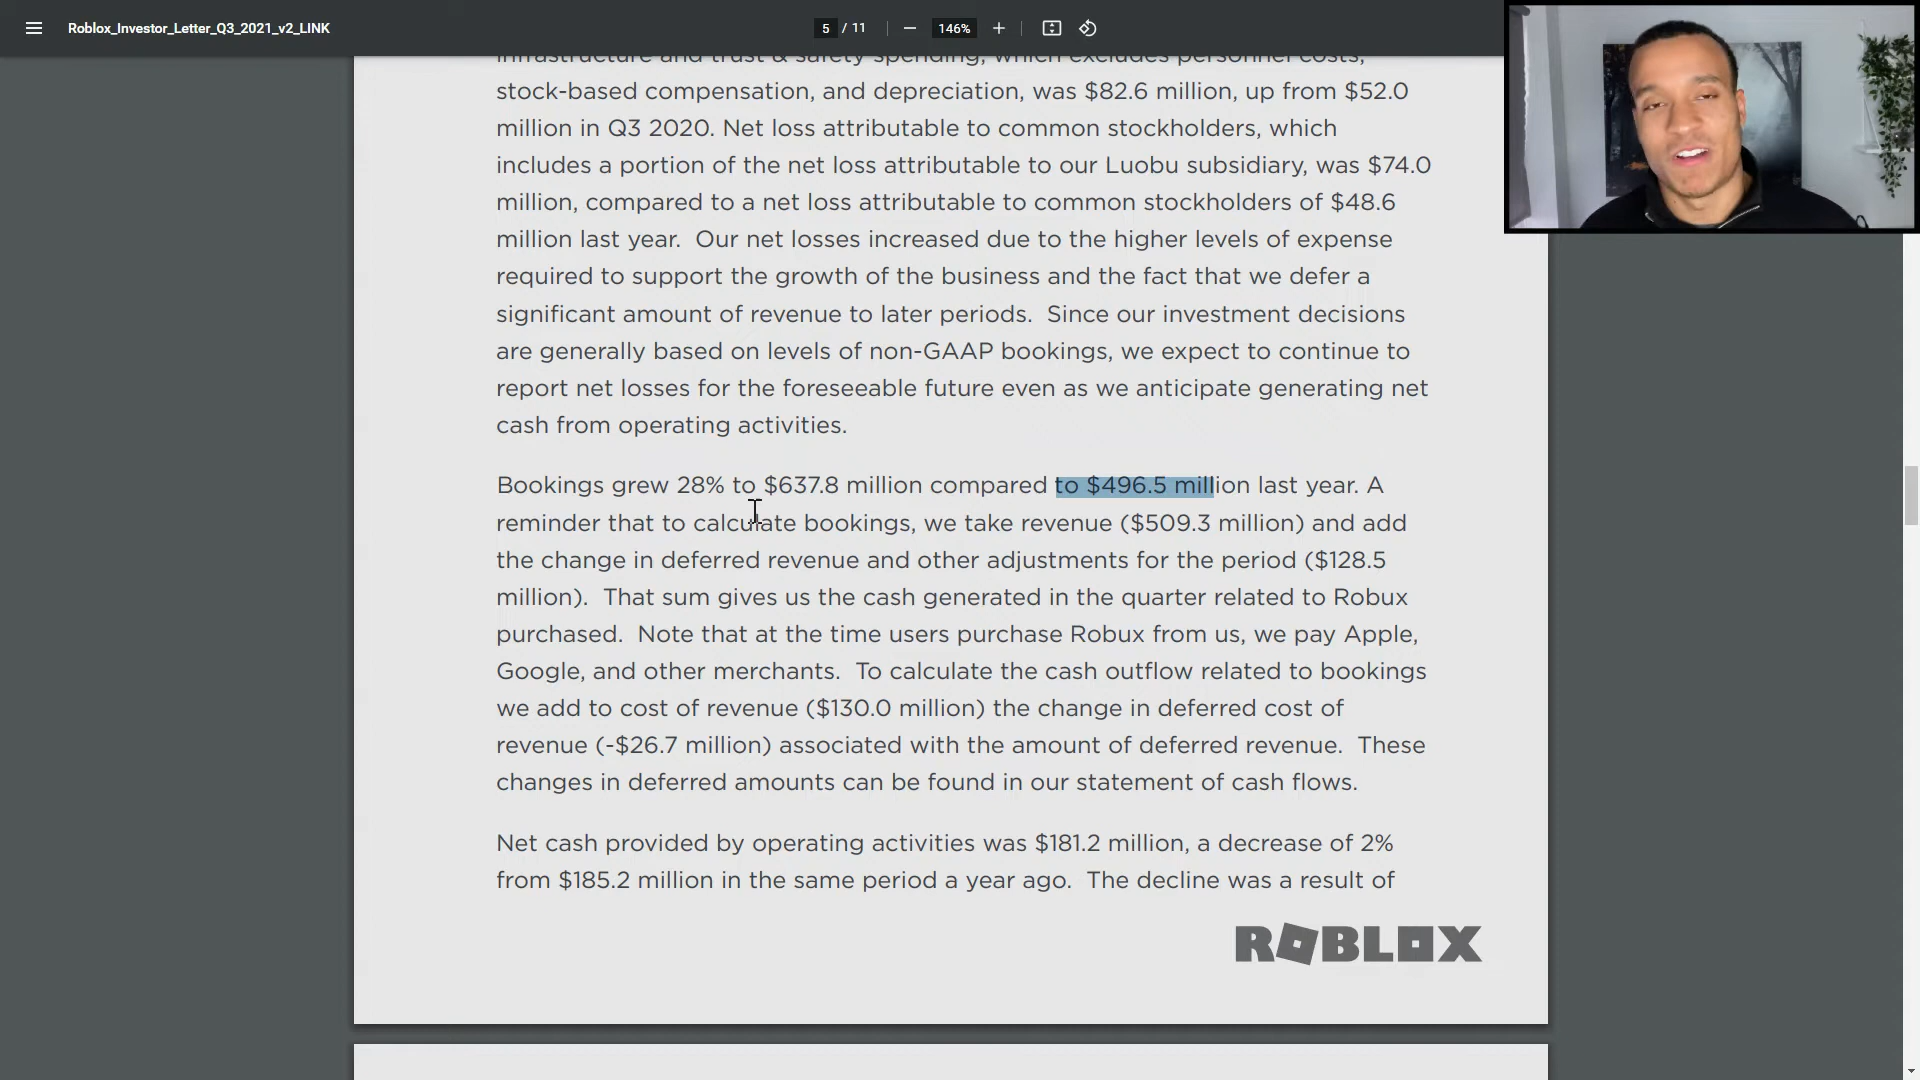 Roblox_Investor_Letter_Q3_2021_v2_LINK
5 / 11
146%
infrastructure and trust & safety spending, which excludes personnel costs,
stock-based compensation, and depreciation, was $82.6 million, up from $52.0
million in Q3 2020. Net loss attributable to common stockholders, which
includes a portion of the net loss attributable to our Luobu subsidiary, was $74.0
million, compared to a net loss attributable to common stockholders of $48.6
million last year.  Our net losses increased due to the higher levels of expense
required to support the growth of the business and the fact that we defer a
significant amount of revenue to later periods.  Since our investment decisions
are generally based on levels of non-GAAP bookings, we expect to continue to
report net losses for the foreseeable future even as we anticipate generating net
cash from operating activities.
Bookings grew 28% to $637.8 million compared to $496.5 million last year. A
reminder that to calculate bookings, we take revenue ($509.3 million) and add
the change in deferred revenue and other adjustments for the period ($128.5
million).  That sum gives us the cash generated in the quarter related to Robux
purchased.  Note that at the time users purchase Robux from us, we pay Apple,
Google, and other merchants.  To calculate the cash outflow related to bookings
we add to cost of revenue ($130.0 million) the change in deferred cost of
revenue (-$26.7 million) associated with the amount of deferred revenue.  These
changes in deferred amounts can be found in our statement of cash flows.
Net cash provided by operating activities was $181.2 million, a decrease of 2%
from $185.2 million in the same period a year ago.  The decline was a result of
ROBLOX